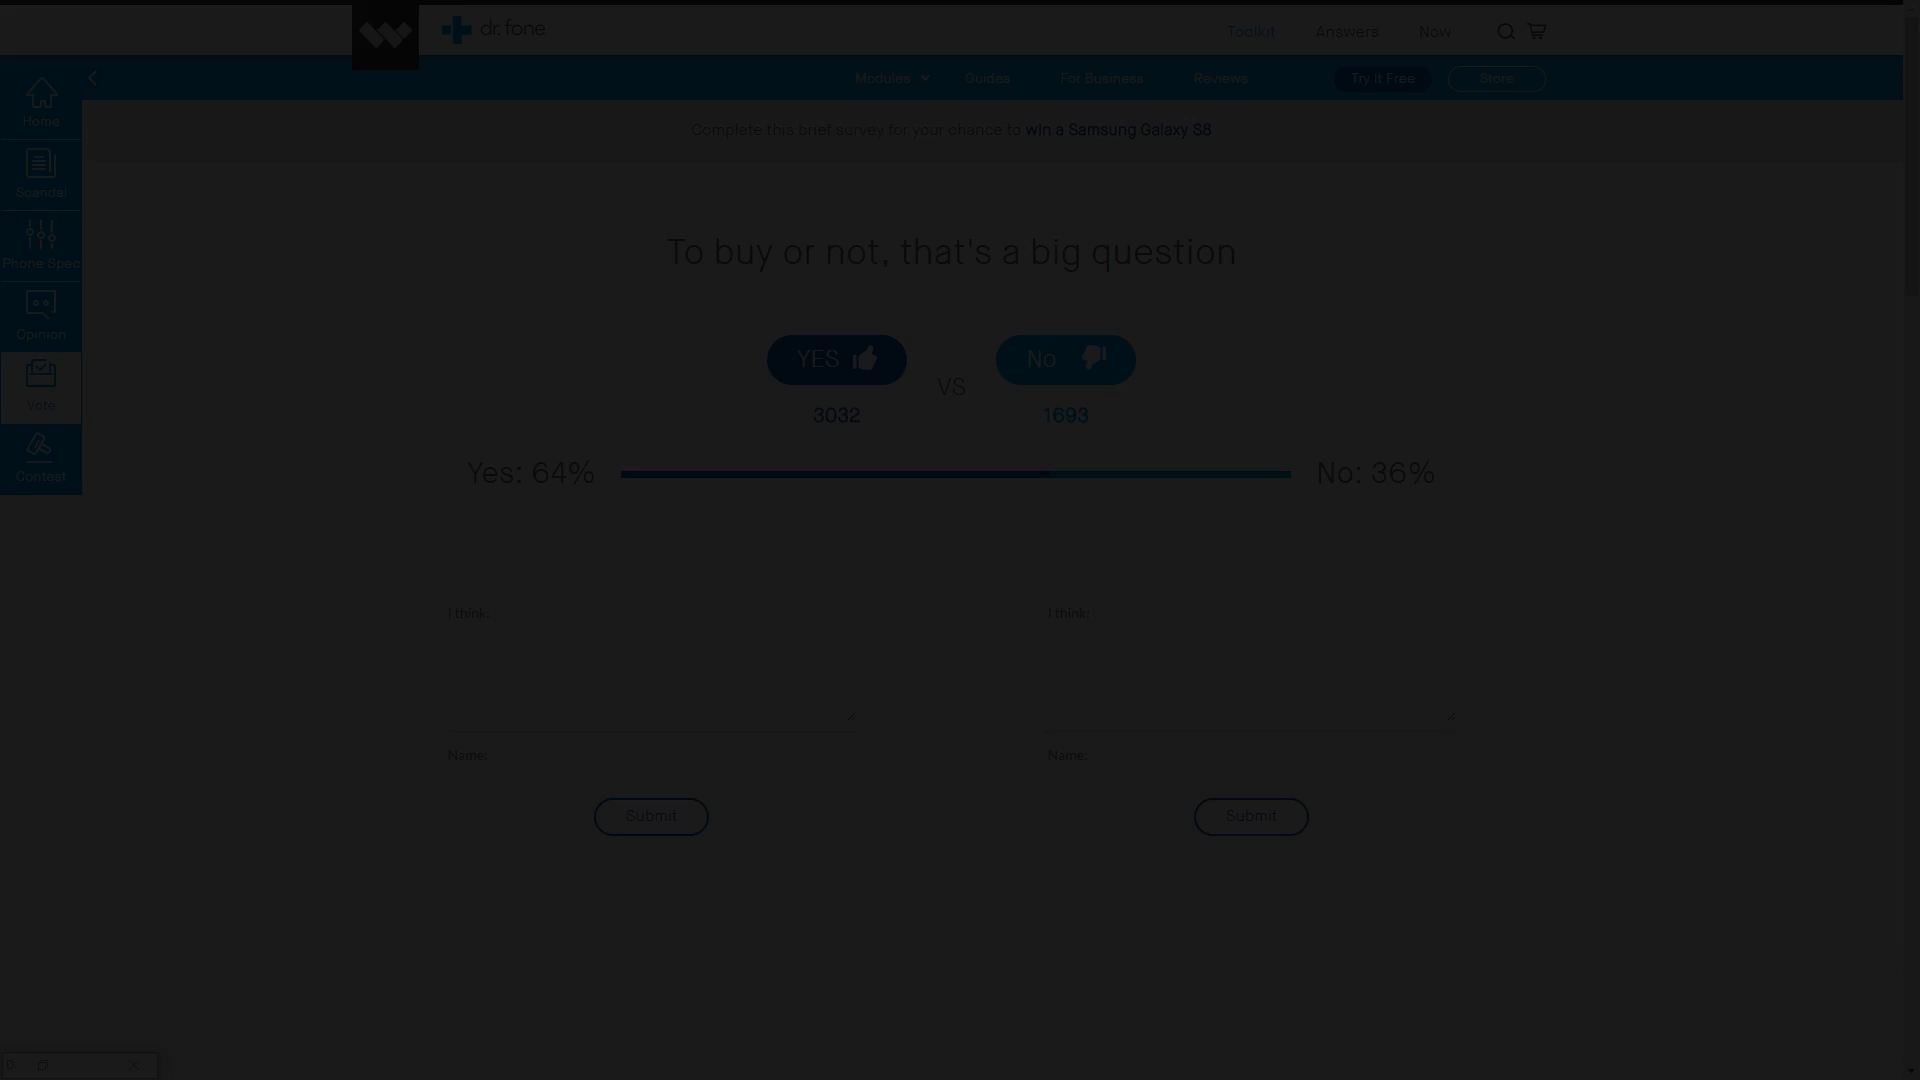 dr.fone
Toolkit
Answers
Now
Modules
Guides
For Business
Reviews
Try It Free
Store
Home
Scandal
Phone Spec
Opinion
Vote
Contest
Complete this brief survey for your chance to win a Samsung Galaxy S8
To buy or not, that's a big question
YES
VS
No
3032
1693
Yes: 64%
No: 36%
I think:
I think:
Name:
Name:
Submit
Submit